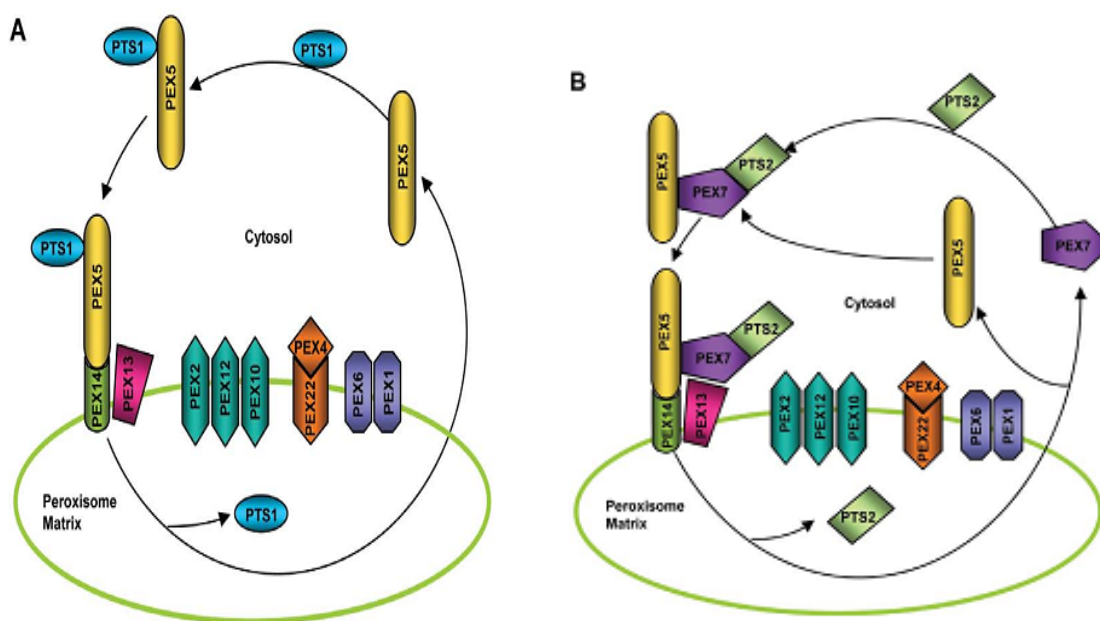 A
PTS1
PEX5
PTS1
PEX5
PTS1
PEX5
Cytosol
PEX14
PEX13
PEX2
PEX12
PEX10
PEX4
PEX22
PEX6
PEX1
Peroxisome
Matrix
PTS1
B
PTS2
PEX5
PTS2
PEX7
PEX5
PEX7
PEX5
Cytosol
PTS2
PEX7
PEX14
PEX13
PEX2
PEX12
PEX10
PEX4
PEX22
PEX6
PEX1
Peroxisome
Matrix
PTS2